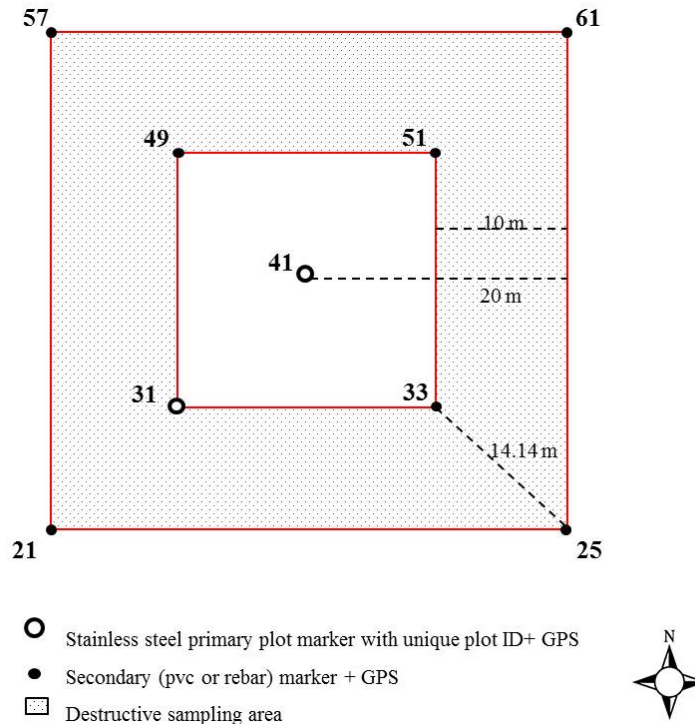 57 61
49 51
10 m
41
20 m
31 33
14.14 m
21 25
Stainless steel primary plot marker with unique plot ID+ GPS
N
Secondary (pvc or rebar) marker + GPS
Destructive sampling area